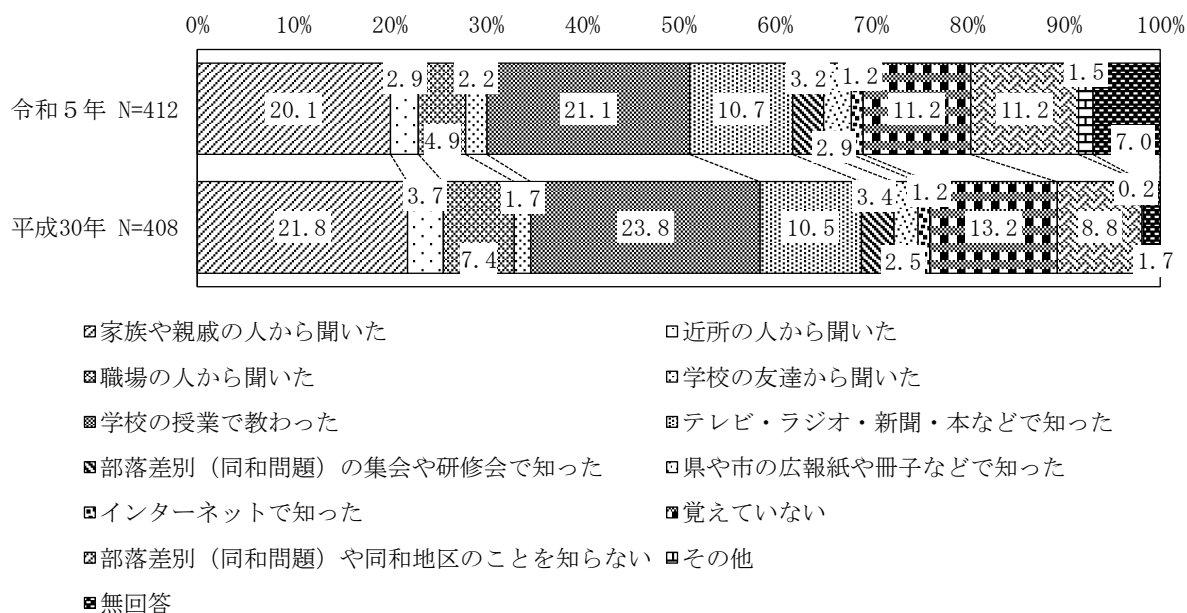 0% 10% 20% 30% 40% 50% 60% 70% 80% 90% 100%
令和５年 N=412
20.1 2.9 4.9 2.2 21.1 10.7 3.2 2.9 1.2 11.2 11.2 1.5 7.0
平成30年 N=408
21.8 3.7 7.4 1.7 23.8 10.5 3.4 2.5 1.2 13.2 8.8 0.2 1.7
家族や親戚の人から聞いた 近所の人から聞いた
職場の人から聞いた 学校の友達から聞いた
学校の授業で教わった テレビ・ラジオ・新聞・本などで知った
部落差別（同和問題）の集会や研修会で知った 県や市の広報紙や冊子などで知った
インターネットで知った 覚えていない
部落差別（同和問題）や同和地区のことを知らない その他
無回答